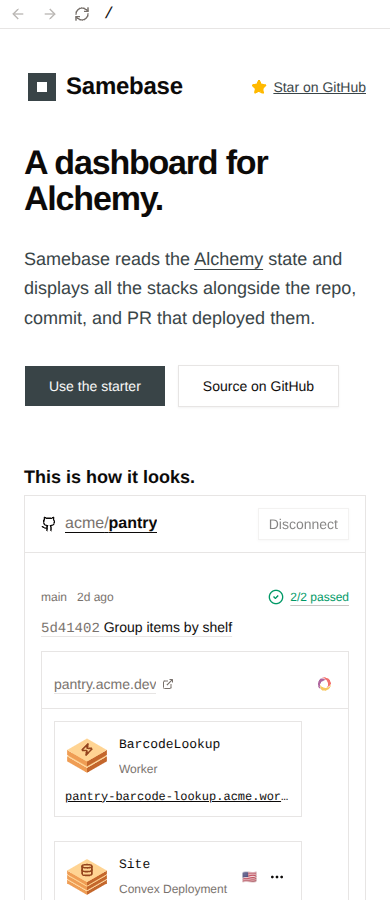 /
Samebase
Star on GitHub
A dashboard for
Alchemy.
Samebase reads the Alchemy state and
displays all the stacks alongside the repo,
commit, and PR that deployed them.
Use the starter
Source on GitHub
This is how it looks.
acme/pantry
Disconnect
main 2d ago
2/2 passed
5d41402 Group items by shelf
pantry.acme.dev
BarcodeLookup
Worker
pantry-barcode-lookup.acme.wor…
Site
Convex Deployment